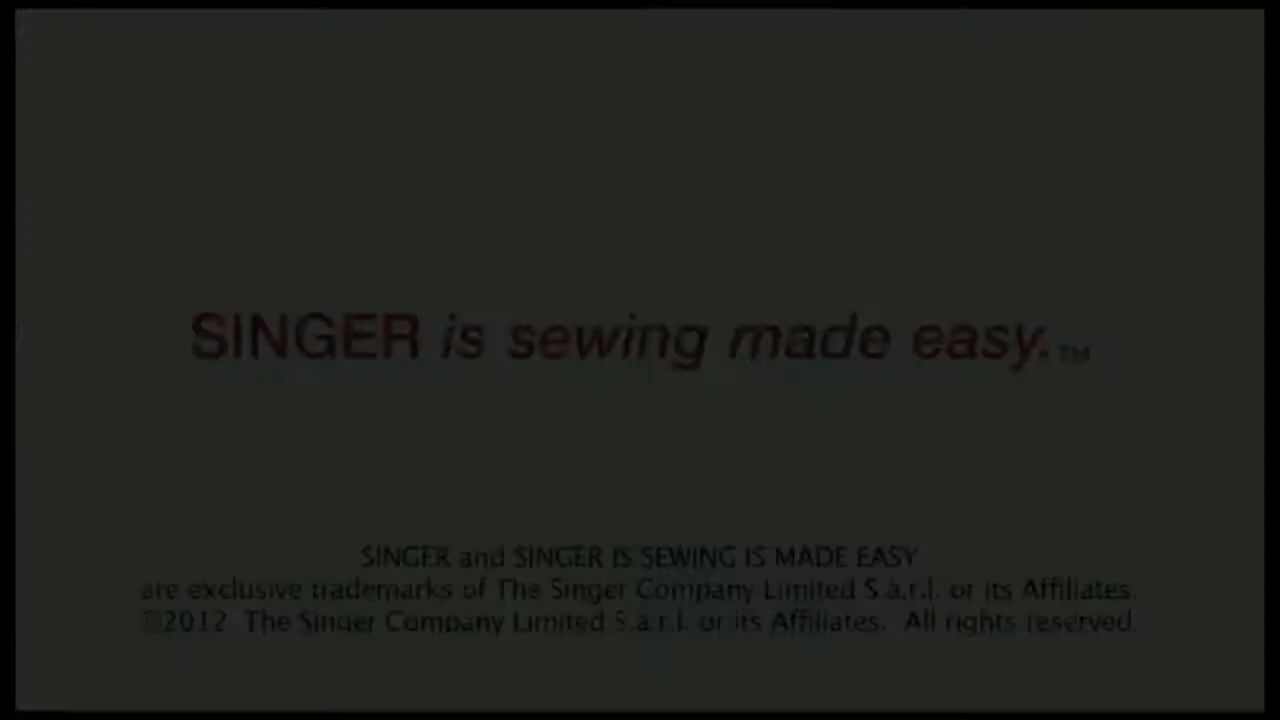 SINGER is sewing made easy.™
SINGER and SINGER IS SEWING IS MADE EASY
are exclusive trademarks of The Singer Company Limited S.a.r.l. or its Affiliates.
©2012 The Singer Company Limited S.a.r.l. or its Affiliates. All rights reserved.